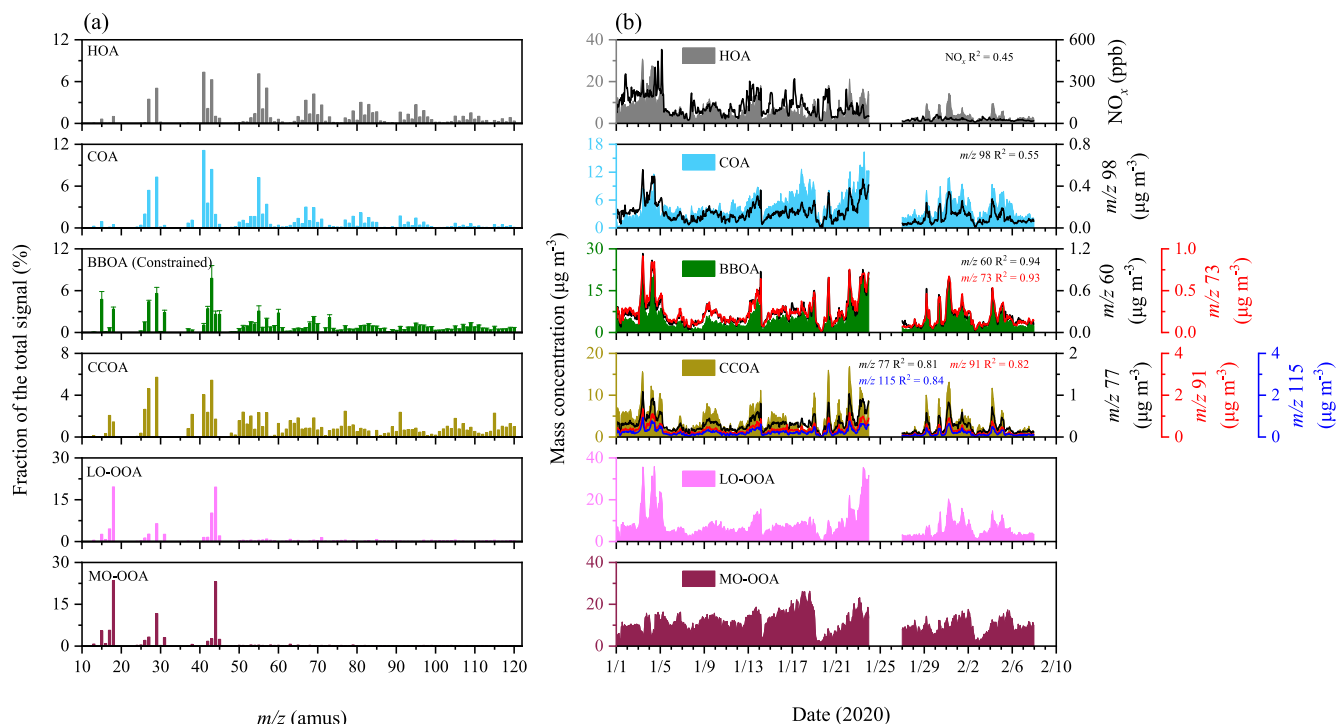 (a)
Fraction of the total signal (%)
12
6
0
HOA
12
6
0
COA
12
9
6
3
0
BBOA (Constrained)
8
4
0
CCOA
30
15
0
LO-OOA
30
15
0
MO-OOA
10 20 30 40 50 60 70 80 90 100 110 120
m/z (amus)
(b)
Mass concentration (µg m⁻³)
40
20
0
HOA
NOₓ R² = 0.45
600
300
0
NOₓ (ppb)
18
12
6
0
COA
m/z 98 R² = 0.55
0.8
0.4
0.0
m/z 98
(µg m⁻³)
30
15
0
BBOA
m/z 60 R² = 0.94
m/z 73 R² = 0.93
1.2
0.6
0.0
m/z 60
(µg m⁻³)
1.0
0.5
0.0
m/z 73
(µg m⁻³)
20
10
0
CCOA
m/z 77 R² = 0.81 m/z 91 R² = 0.82
m/z 115 R² = 0.84
2
1
0
m/z 77
(µg m⁻³)
4
2
0
m/z 91
(µg m⁻³)
4
2
0
m/z 115
(µg m⁻³)
40
20
0
LO-OOA
40
20
0
MO-OOA
1/1 1/5 1/9 1/13 1/17 1/21 1/25 1/29 2/2 2/6 2/10
Date (2020)